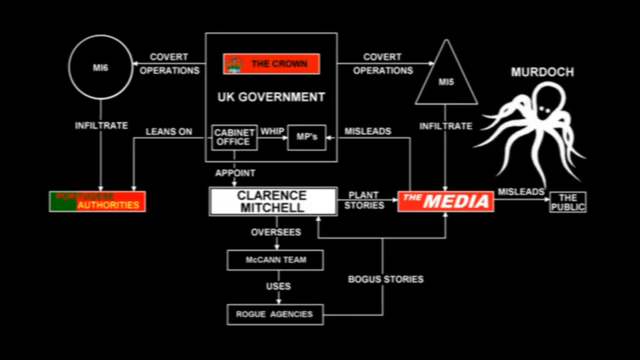 COVERT
OPERATIONS
THE CROWN
COVERT
OPERATIONS
MI6
MI5
MURDOCH
UK GOVERNMENT
INFILTRATE
LEANS ON
CABINET
OFFICE
WHIP
MP's
MISLEADS
INFILTRATE
APPOINT
PORTUGUESE
AUTHORITIES
CLARENCE
MITCHELL
PLANT
STORIES
THE MEDIA
MISLEADS
THE
PUBLIC
OVERSEES
McCANN TEAM
USES
BOGUS STORIES
ROGUE AGENCIES